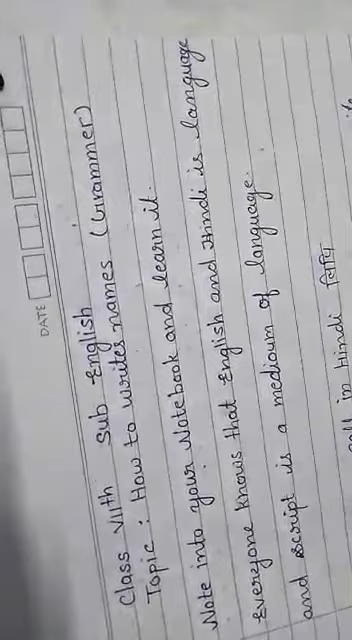 DATE
Class VIIth Sub English
Topic : How to writes names (Grammer)
Note into your Notebook and learn it.
Everyone knows that English and Hindi is language
and script is a medium of language.
call in hindi लिपि